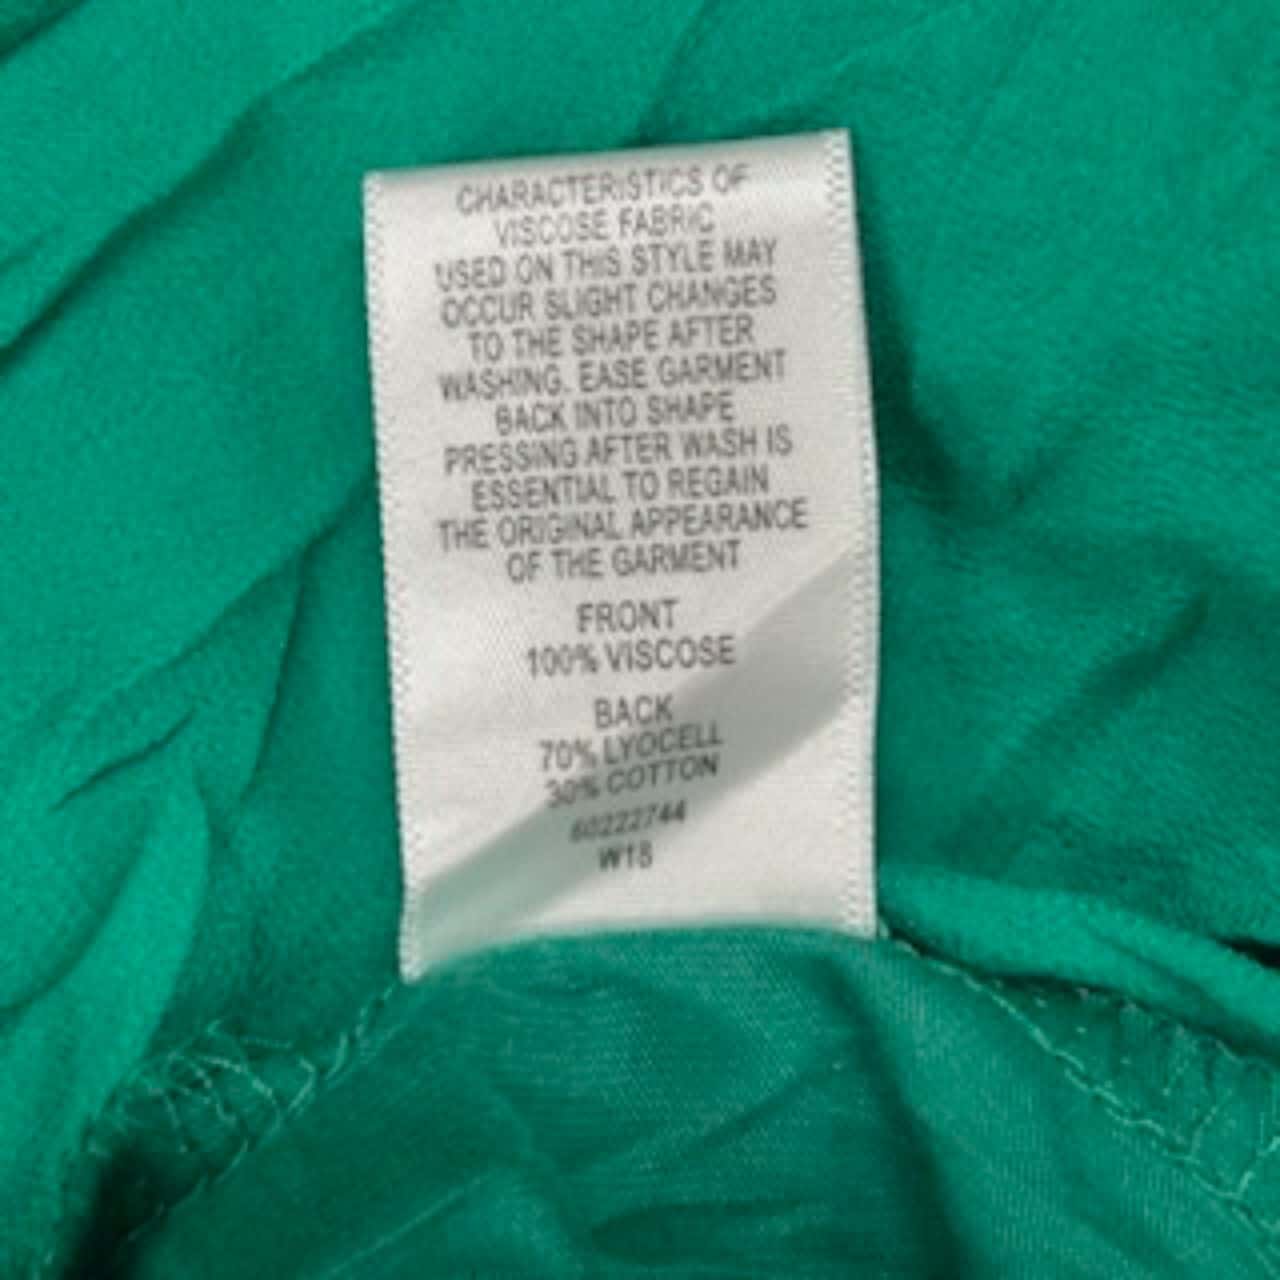 CHARACTERISTICS OF
VISCOSE FABRIC
USED ON THIS STYLE MAY
OCCUR SLIGHT CHANGES
TO THE SHAPE AFTER
WASHING. EASE GARMENT
BACK INTO SHAPE
PRESSING AFTER WASH IS
ESSENTIAL TO REGAIN
THE ORIGINAL APPEARANCE
OF THE GARMENT
FRONT
100% VISCOSE
BACK
70% LYOCELL
30% COTTON
60222744
W18